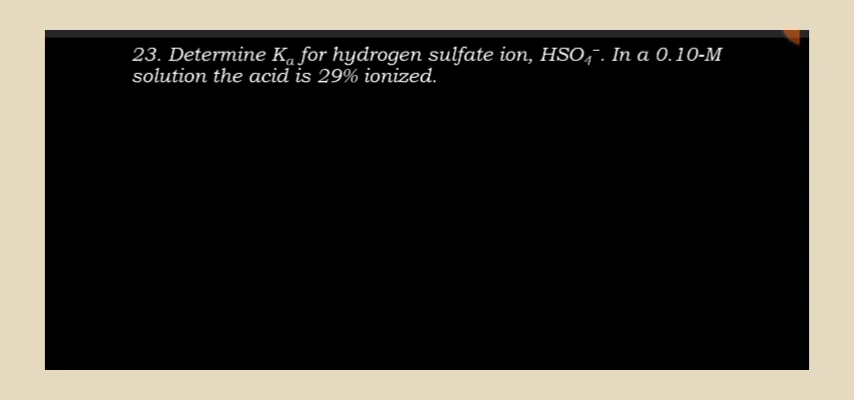 23. Determine Kₐ for hydrogen sulfate ion, HSO₄⁻. In a 0.10-M
solution the acid is 29% ionized.